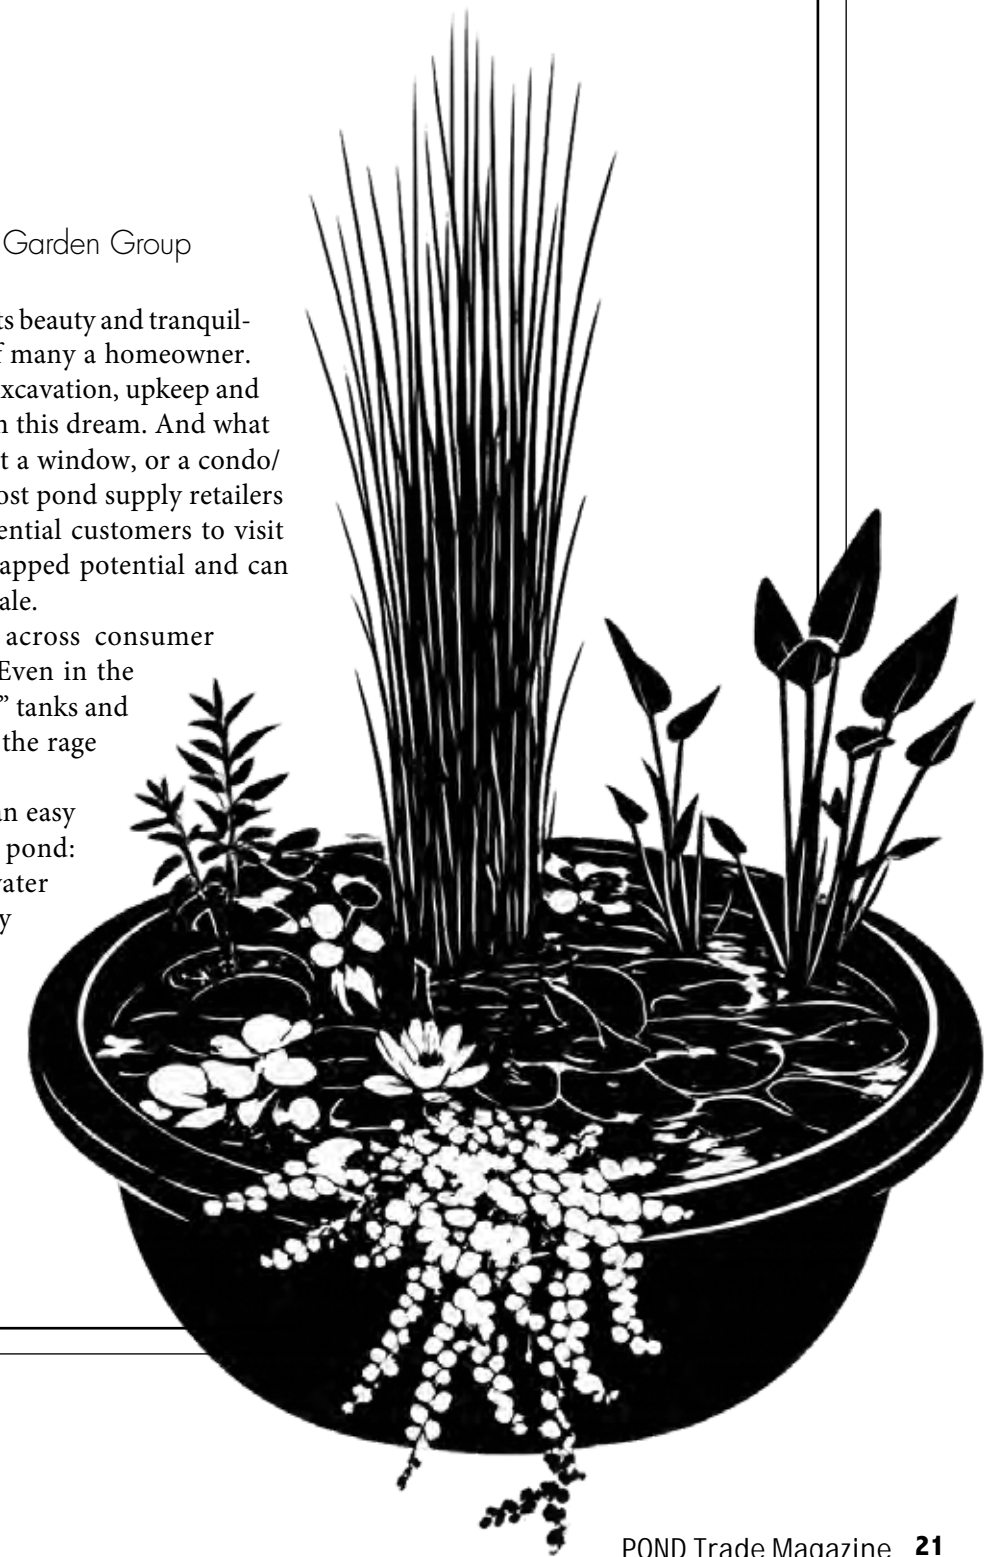 Garden Group
ts beauty and tranquil-
f many a homeowner.
xcavation, upkeep and
n this dream. And what
t a window, or a condo/
ost pond supply retailers
ential customers to visit
apped potential and can
ale.
across consumer
Even in the
” tanks and
the rage
an easy
pond:
vater
y
POND Trade Magazine 21